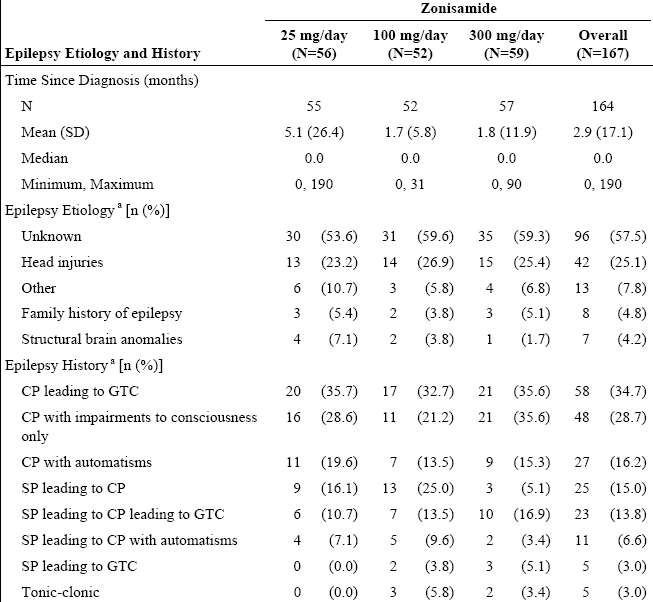 Zonisamide
Epilepsy Etiology and History 25 mg/day (N=56) 100 mg/day (N=52) 300 mg/day (N=59) Overall (N=167)
Time Since Diagnosis (months)
N 55 52 57 164
Mean (SD) 5.1 (26.4) 1.7 (5.8) 1.8 (11.9) 2.9 (17.1)
Median 0.0 0.0 0.0 0.0
Minimum, Maximum 0, 190 0, 31 0, 90 0, 190
Epilepsy Etiology a [n (%)]
Unknown 30 (53.6) 31 (59.6) 35 (59.3) 96 (57.5)
Head injuries 13 (23.2) 14 (26.9) 15 (25.4) 42 (25.1)
Other 6 (10.7) 3 (5.8) 4 (6.8) 13 (7.8)
Family history of epilepsy 3 (5.4) 2 (3.8) 3 (5.1) 8 (4.8)
Structural brain anomalies 4 (7.1) 2 (3.8) 1 (1.7) 7 (4.2)
Epilepsy History a [n (%)]
CP leading to GTC 20 (35.7) 17 (32.7) 21 (35.6) 58 (34.7)
CP with impairments to consciousness 16 (28.6) 11 (21.2) 21 (35.6) 48 (28.7)
only
CP with automatisms 11 (19.6) 7 (13.5) 9 (15.3) 27 (16.2)
SP leading to CP 9 (16.1) 13 (25.0) 3 (5.1) 25 (15.0)
SP leading to CP leading to GTC 6 (10.7) 7 (13.5) 10 (16.9) 23 (13.8)
SP leading to CP with automatisms 4 (7.1) 5 (9.6) 2 (3.4) 11 (6.6)
SP leading to GTC 0 (0.0) 2 (3.8) 3 (5.1) 5 (3.0)
Tonic-clonic 0 (0.0) 3 (5.8) 2 (3.4) 5 (3.0)